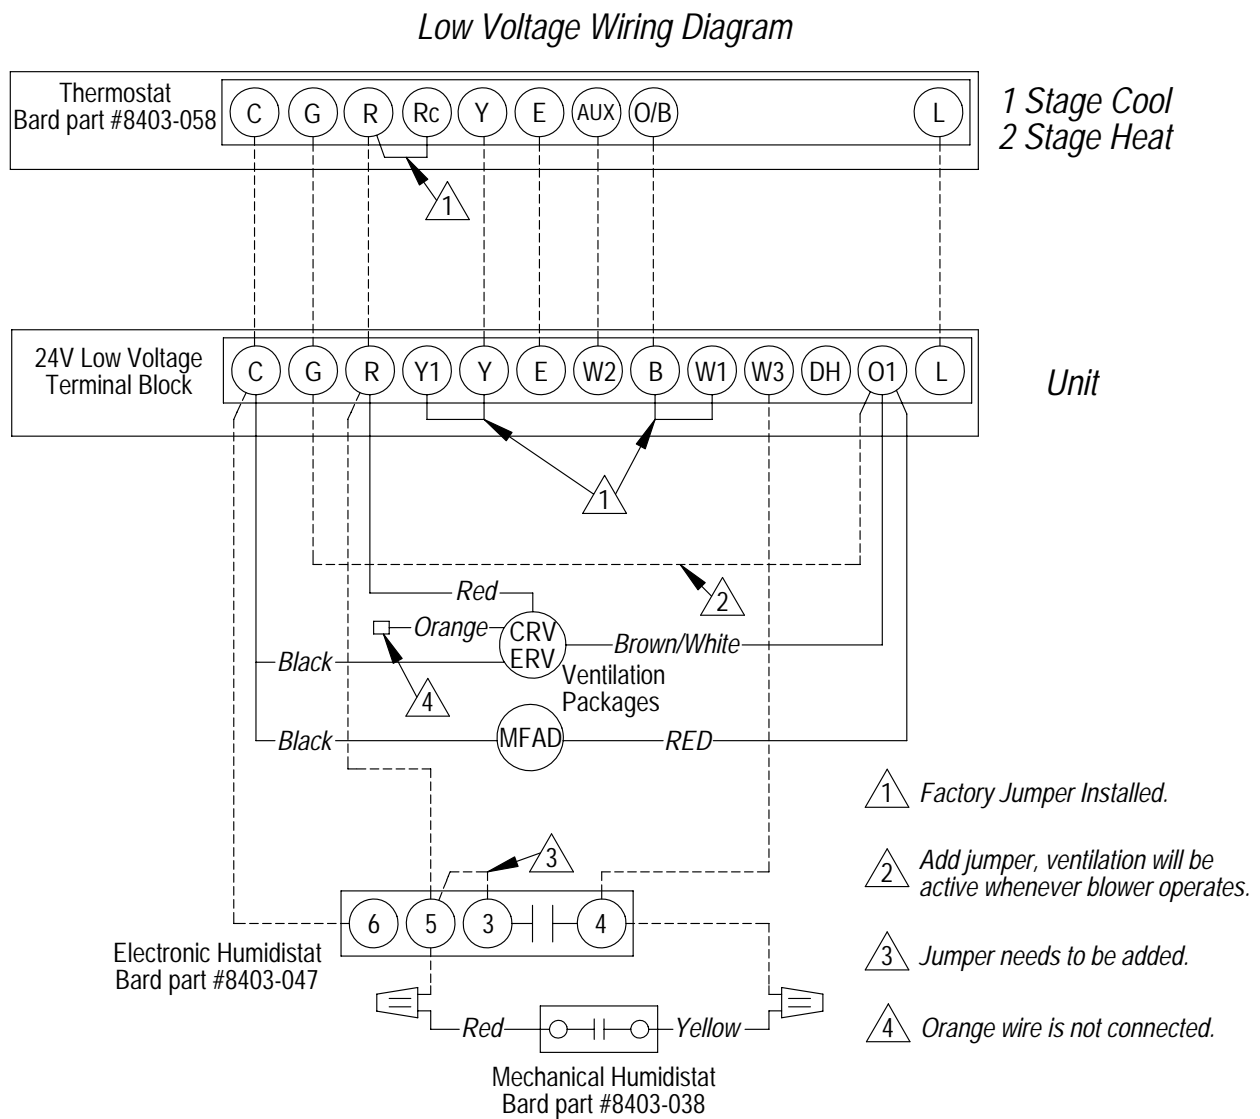 Low Voltage Wiring Diagram
Thermostat
Bard part #8403-058
C G R Rc Y E AUX O/B L
1 Stage Cool
2 Stage Heat
1
24V Low Voltage
Terminal Block
C G R Y1 Y E W2 B W1 W3 DH O1 L
Unit
1
2
Red
Orange
CRV
ERV
Brown/White
Black
Ventilation
Packages
4
Black
MFAD
RED
1 Factory Jumper Installed.
2 Add jumper, ventilation will be
active whenever blower operates.
3
6 5 3 4
Electronic Humidistat
Bard part #8403-047
3 Jumper needs to be added.
Red
Yellow
4 Orange wire is not connected.
Mechanical Humidistat
Bard part #8403-038